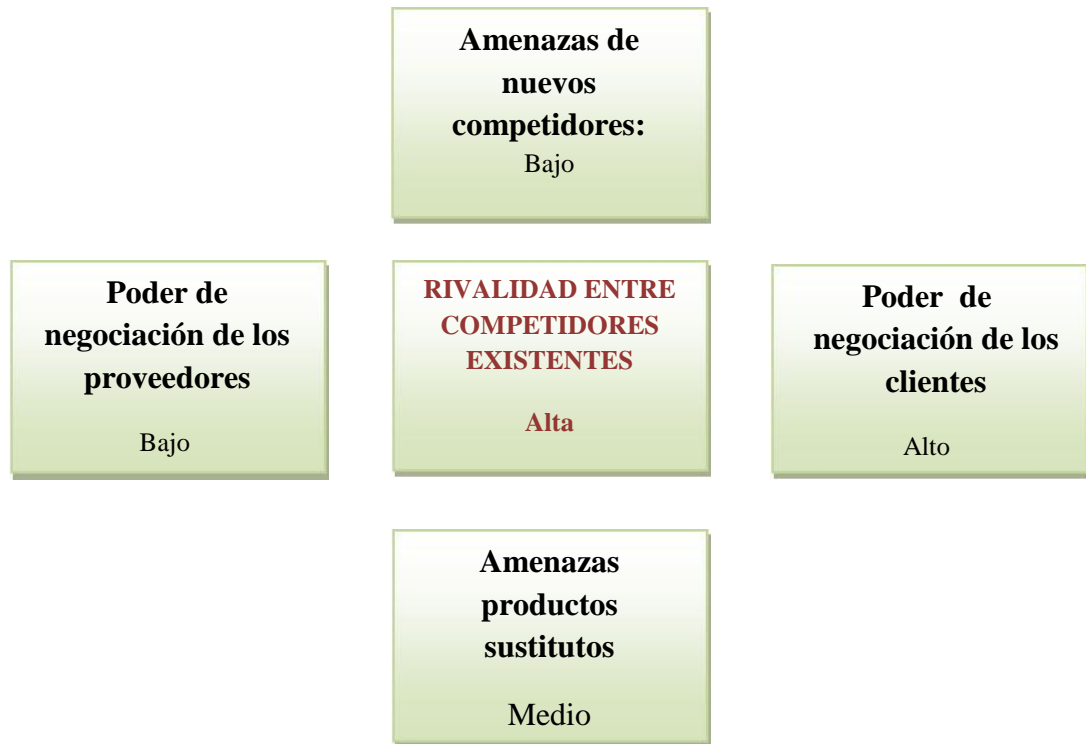 Amenazas de
nuevos
competidores:
Bajo
Poder de
negociación de los
proveedores
Bajo
RIVALIDAD ENTRE
COMPETIDORES
EXISTENTES
Alta
Poder de
negociación de los
clientes
Alto
Amenazas
productos
sustitutos
Medio